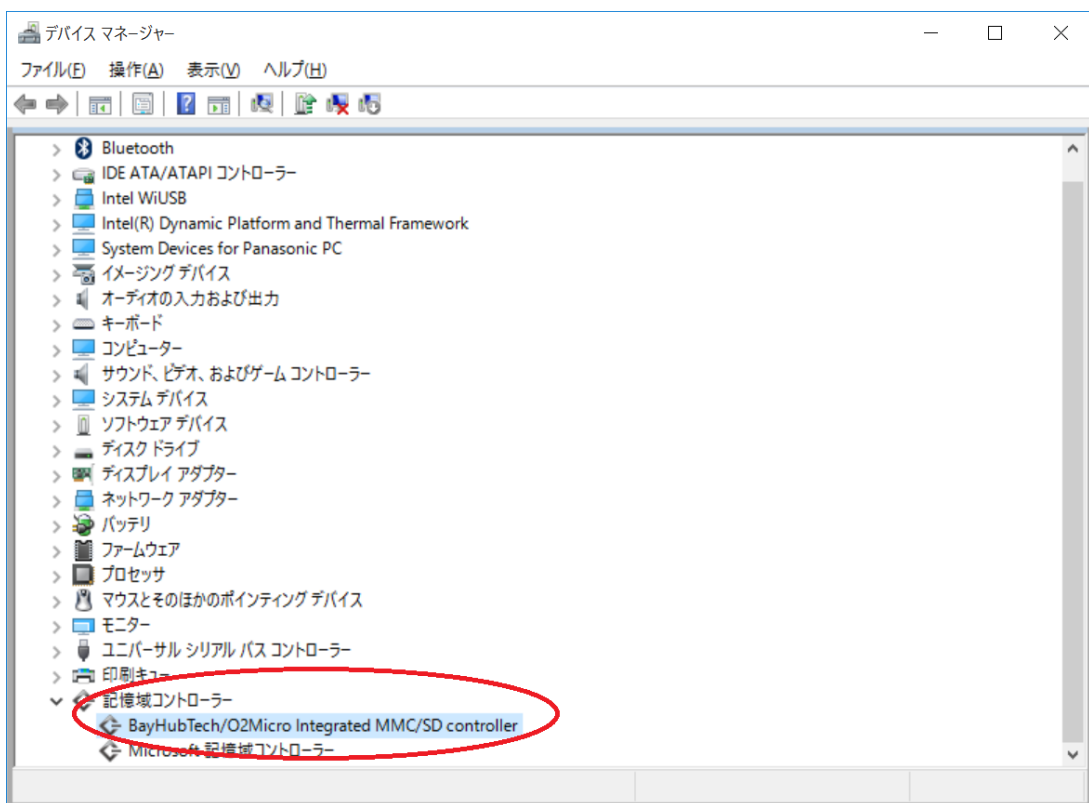 デバイス マネージャー
ファイル(F) 操作(A) 表示(V) ヘルプ(H)
Bluetooth
IDE ATA/ATAPI コントローラー
Intel WiUSB
Intel(R) Dynamic Platform and Thermal Framework
System Devices for Panasonic PC
イメージング デバイス
オーディオの入力および出力
キーボード
コンピューター
サウンド、ビデオ、およびゲーム コントローラー
システム デバイス
ソフトウェア デバイス
ディスク ドライブ
ディスプレイ アダプター
ネットワーク アダプター
バッテリ
ファームウェア
プロセッサ
マウスとそのほかのポインティング デバイス
モニター
ユニバーサル シリアル バス コントローラー
印刷キュー
記憶域コントローラー
BayHubTech/O2Micro Integrated MMC/SD controller
Microsoft 記憶域コントローラー